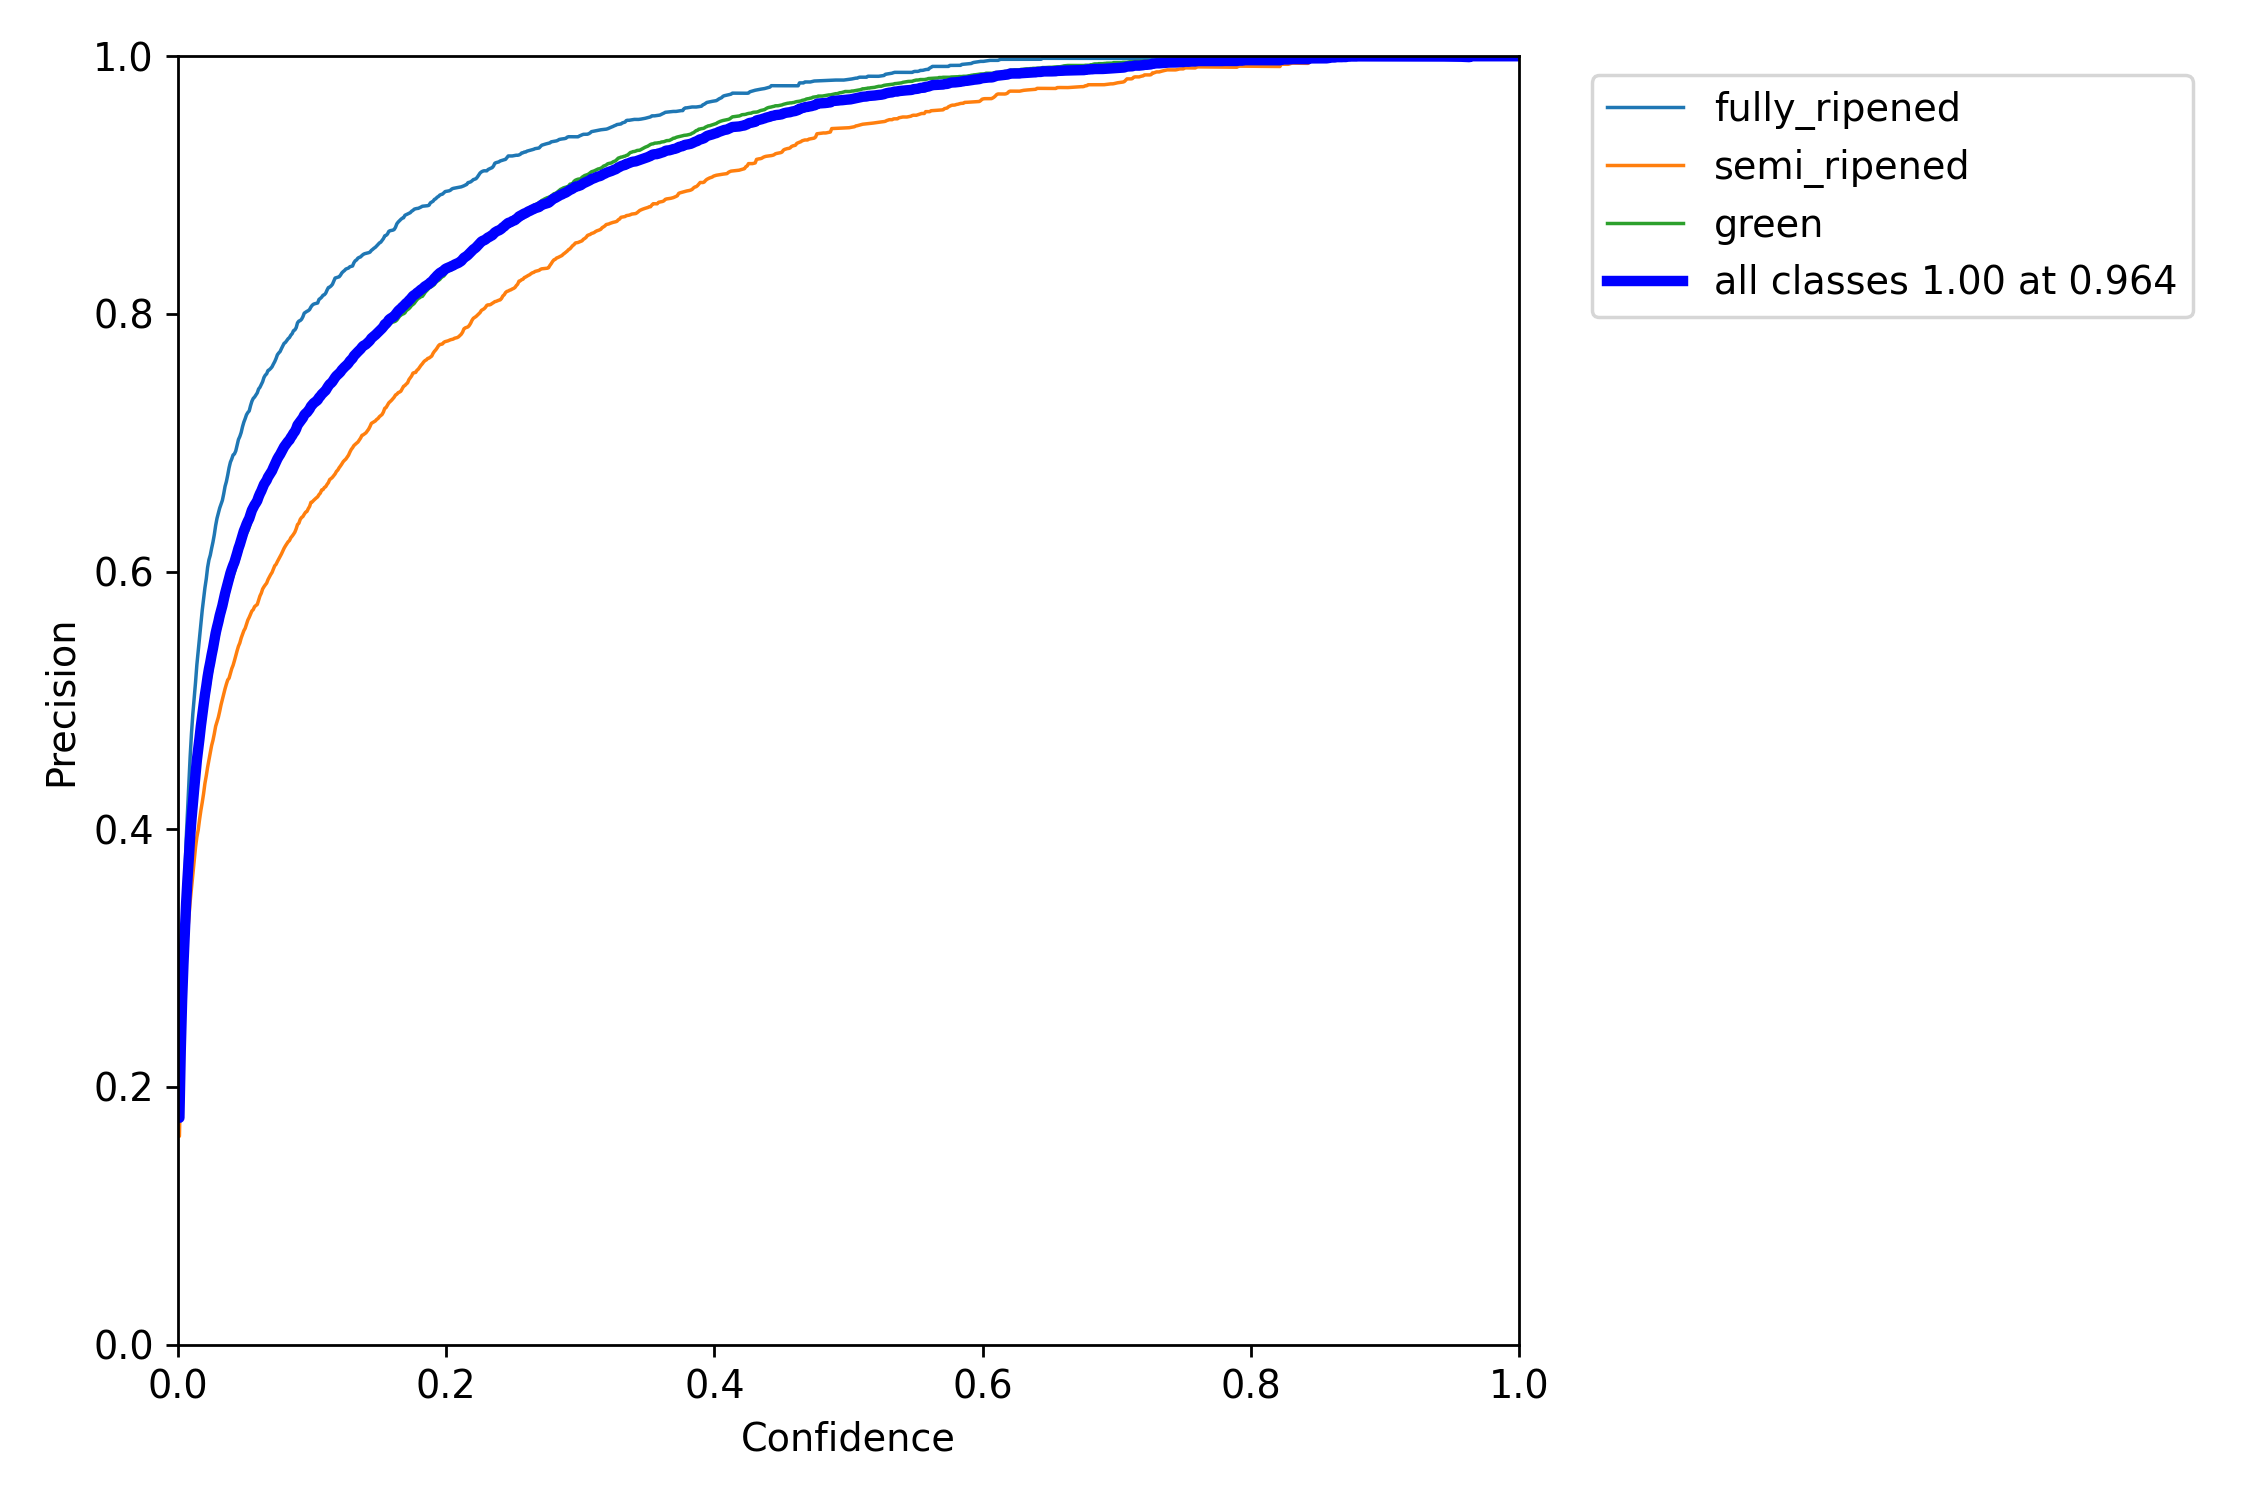 1.0
0.8
0.6
0.4
0.2
0.0
Precision
0.0 0.2 0.4 0.6 0.8 1.0
Confidence
fully_ripened
semi_ripened
green
all classes 1.00 at 0.964